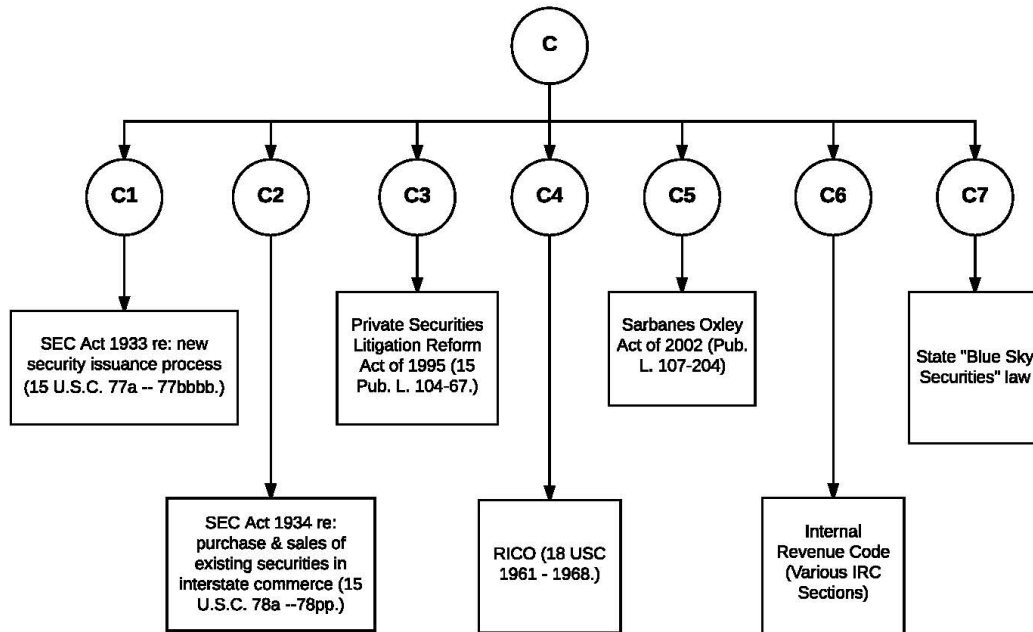 C
C1
C2
C3
C4
C5
C6
C7
SEC Act 1933 re: new
security issuance process
(15 U.S.C. 77a -- 77bbbb.)
Private Securities
Litigation Reform
Act of 1995 (15
Pub. L. 104-67.)
Sarbanes Oxley
Act of 2002 (Pub.
L. 107-204)
State "Blue Sky
Securities" law
SEC Act 1934 re:
purchase & sales of
existing securities in
interstate commerce (15
U.S.C. 78a --78pp.)
RICO (18 USC
1961 - 1968.)
Internal
Revenue Code
(Various IRC
Sections)